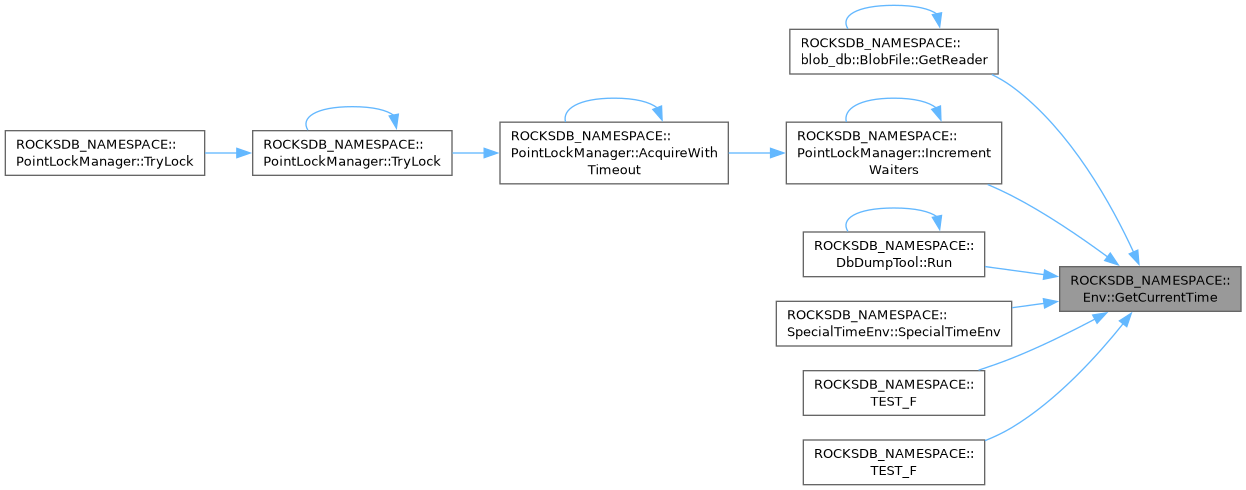 ROCKSDB_NAMESPACE::
blob_db::BlobFile::GetReader
ROCKSDB_NAMESPACE::
PointLockManager::TryLock
ROCKSDB_NAMESPACE::
PointLockManager::TryLock
ROCKSDB_NAMESPACE::
PointLockManager::AcquireWith
Timeout
ROCKSDB_NAMESPACE::
PointLockManager::Increment
Waiters
ROCKSDB_NAMESPACE::
DbDumpTool::Run
ROCKSDB_NAMESPACE::
Env::GetCurrentTime
ROCKSDB_NAMESPACE::
SpecialTimeEnv::SpecialTimeEnv
ROCKSDB_NAMESPACE::
TEST_F
ROCKSDB_NAMESPACE::
TEST_F